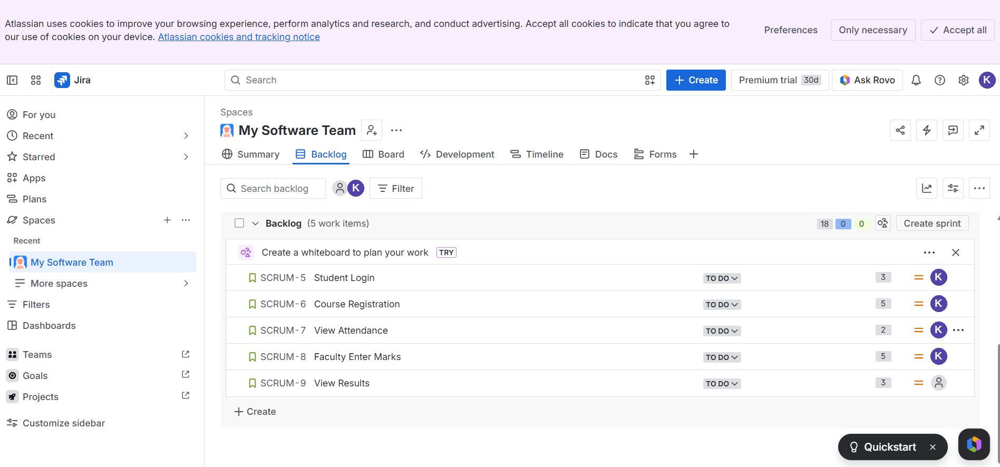 Atlassian uses cookies to improve your browsing experience, perform analytics and research, and conduct advertising. Accept all cookies to indicate that you agree to
our use of cookies on your device. Atlassian cookies and tracking notice
Preferences
Only necessary
Accept all
Jira
Search
Create
Premium trial 30d
Ask Rovo
K
For you
Recent
Starred
Apps
Plans
Spaces
Recent
My Software Team
More spaces
Filters
Dashboards
Teams
Goals
Projects
Customize sidebar
Spaces
My Software Team
Summary Backlog Board Development Timeline Docs Forms
Search backlog
K
Filter
Backlog (5 work items)
18 0 0
Create sprint
Create a whiteboard to plan your work TRY
SCRUM-5 Student Login TO DO 3 K
SCRUM-6 Course Registration TO DO 5 K
SCRUM-7 View Attendance TO DO 2 K
SCRUM-8 Faculty Enter Marks TO DO 5 K
SCRUM-9 View Results TO DO 3
Create
Quickstart